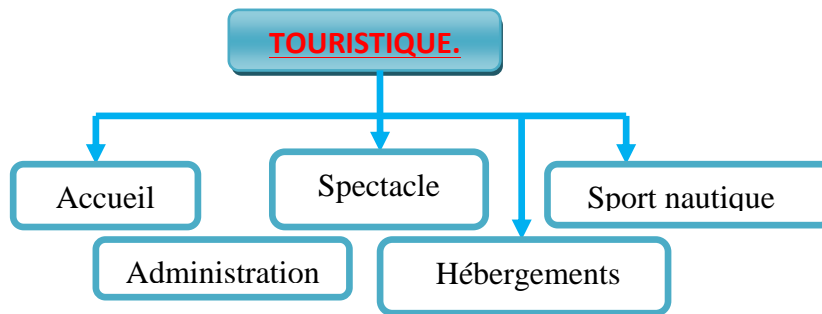 TOURISTIQUE.
Accueil
Spectacle
Sport nautique
Administration
Hébergements